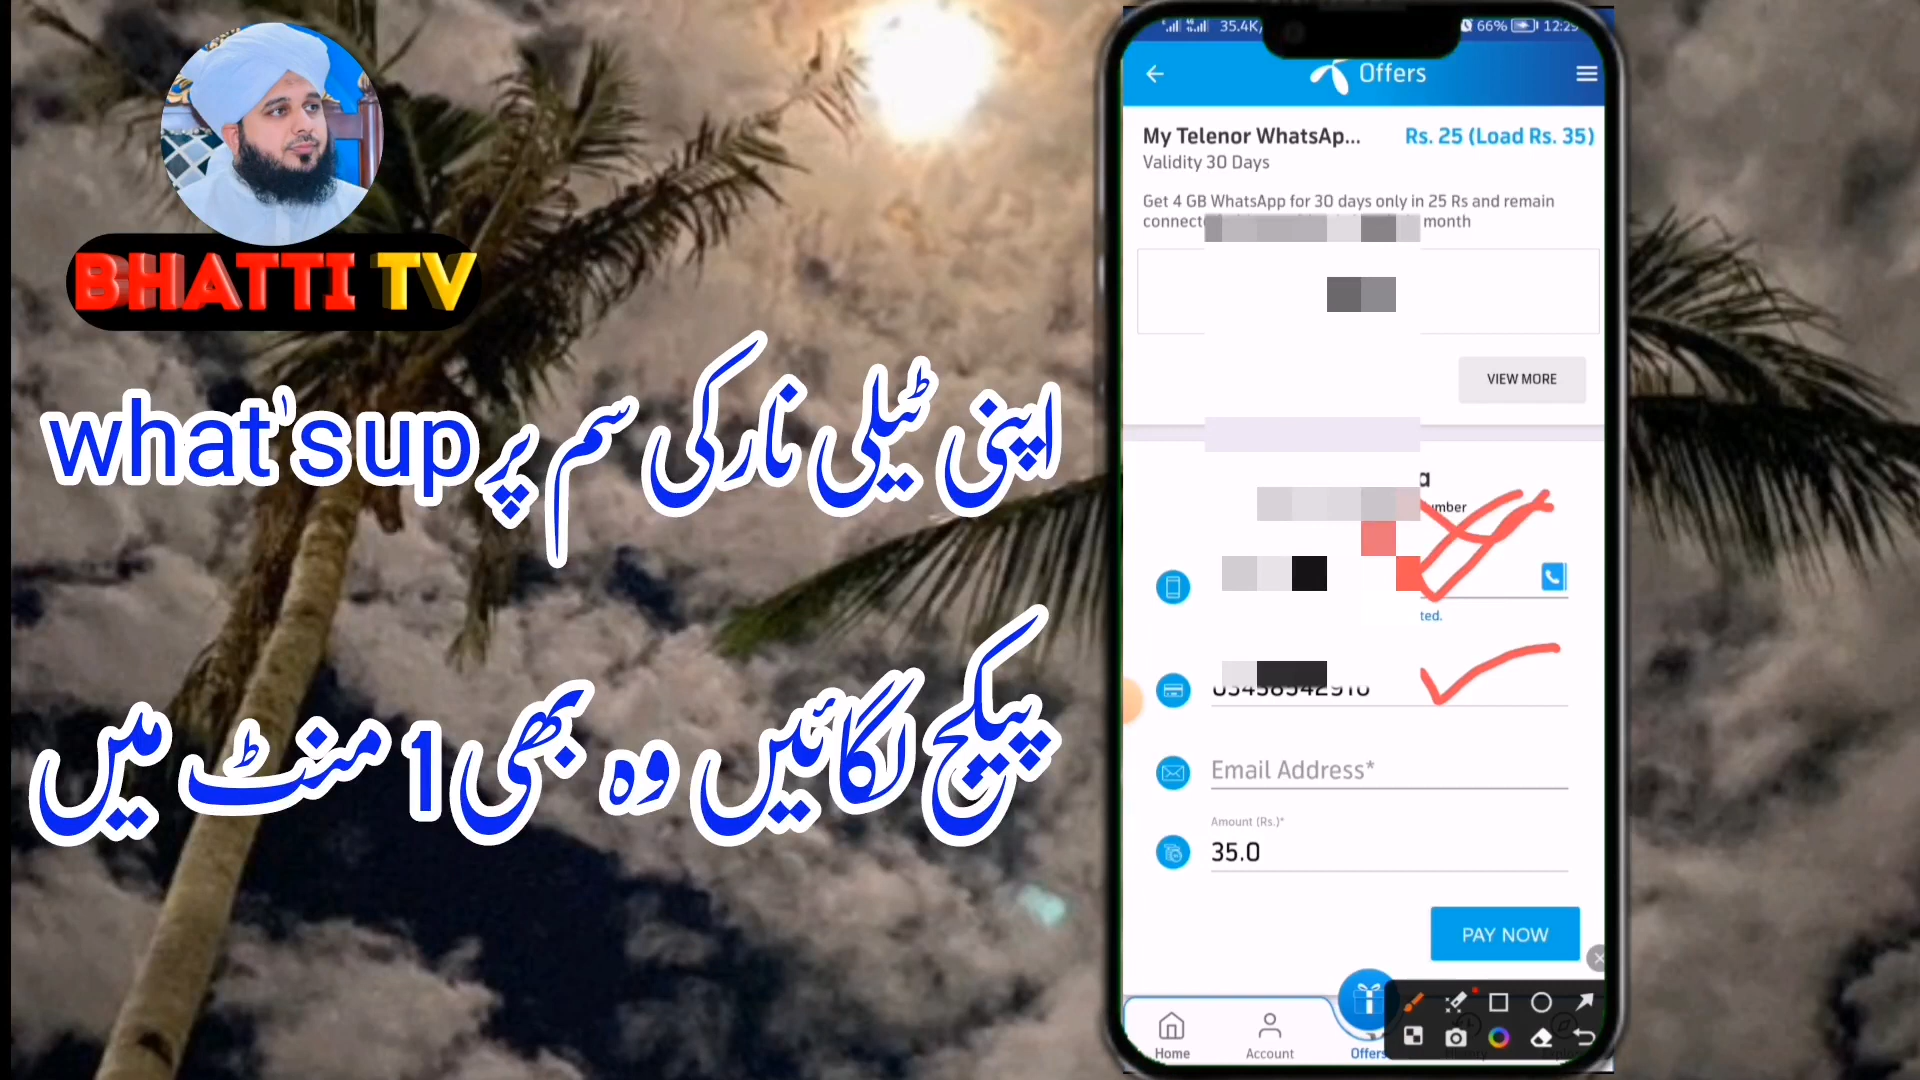 BHATTI TV
اپنی ٹیلی نار کی سم پر what's up
پیکج لگائیں وہ بھی 1 منٹ میں
35.4K/
66%
12:29
Offers
My Telenor WhatsAp...
Rs. 25 (Load Rs. 35)
Validity 30 Days
Get 4 GB WhatsApp for 30 days only in 25 Rs and remain
month
VIEW MORE
ted.
Email Address*
Amount (Rs.)*
35.0
PAY NOW
Home
Account
Offers